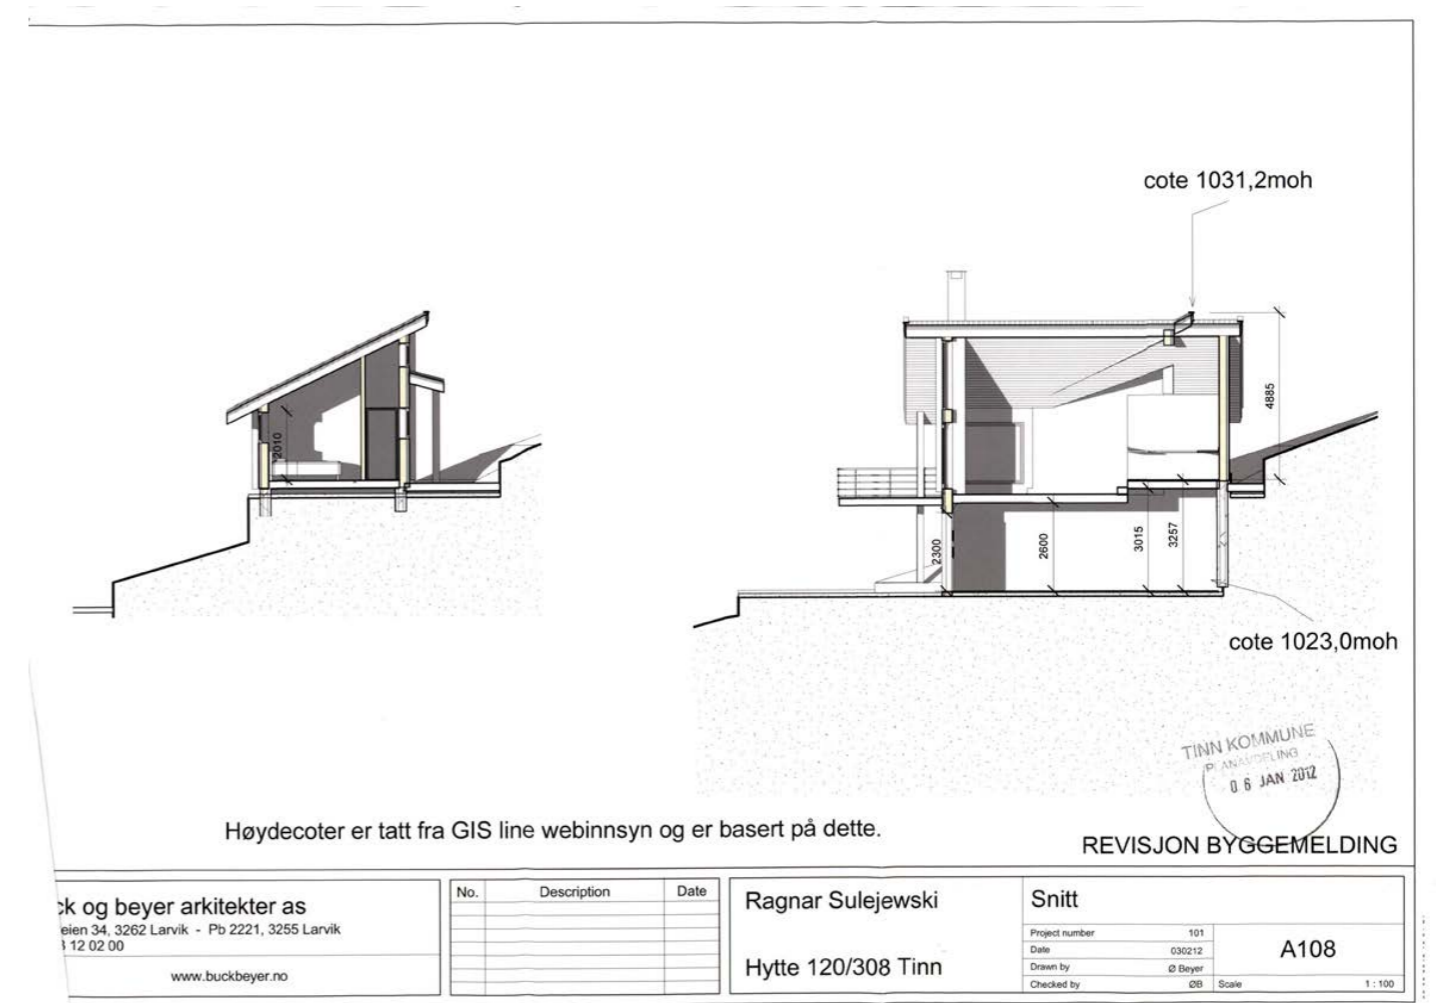 cote 1031,2moh
2010
4885
2300
2600
3015
3257
cote 1023,0moh
TINN KOMMUNE
PLANAVDELING
06 JAN 2012
Høydecoter er tatt fra GIS line webinnsyn og er basert på dette.
REVISJON BYGGEMELDING
ck og beyer arkitekter as
eien 34, 3262 Larvik - Pb 2221, 3255 Larvik
3 12 02 00
www.buckbeyer.no
No. Description Date
Ragnar Sulejewski
Hytte 120/308 Tinn
Snitt
Project number 101
Date 030212
Drawn by Ø Beyer
Checked by ØB
A108
Scale 1 : 100